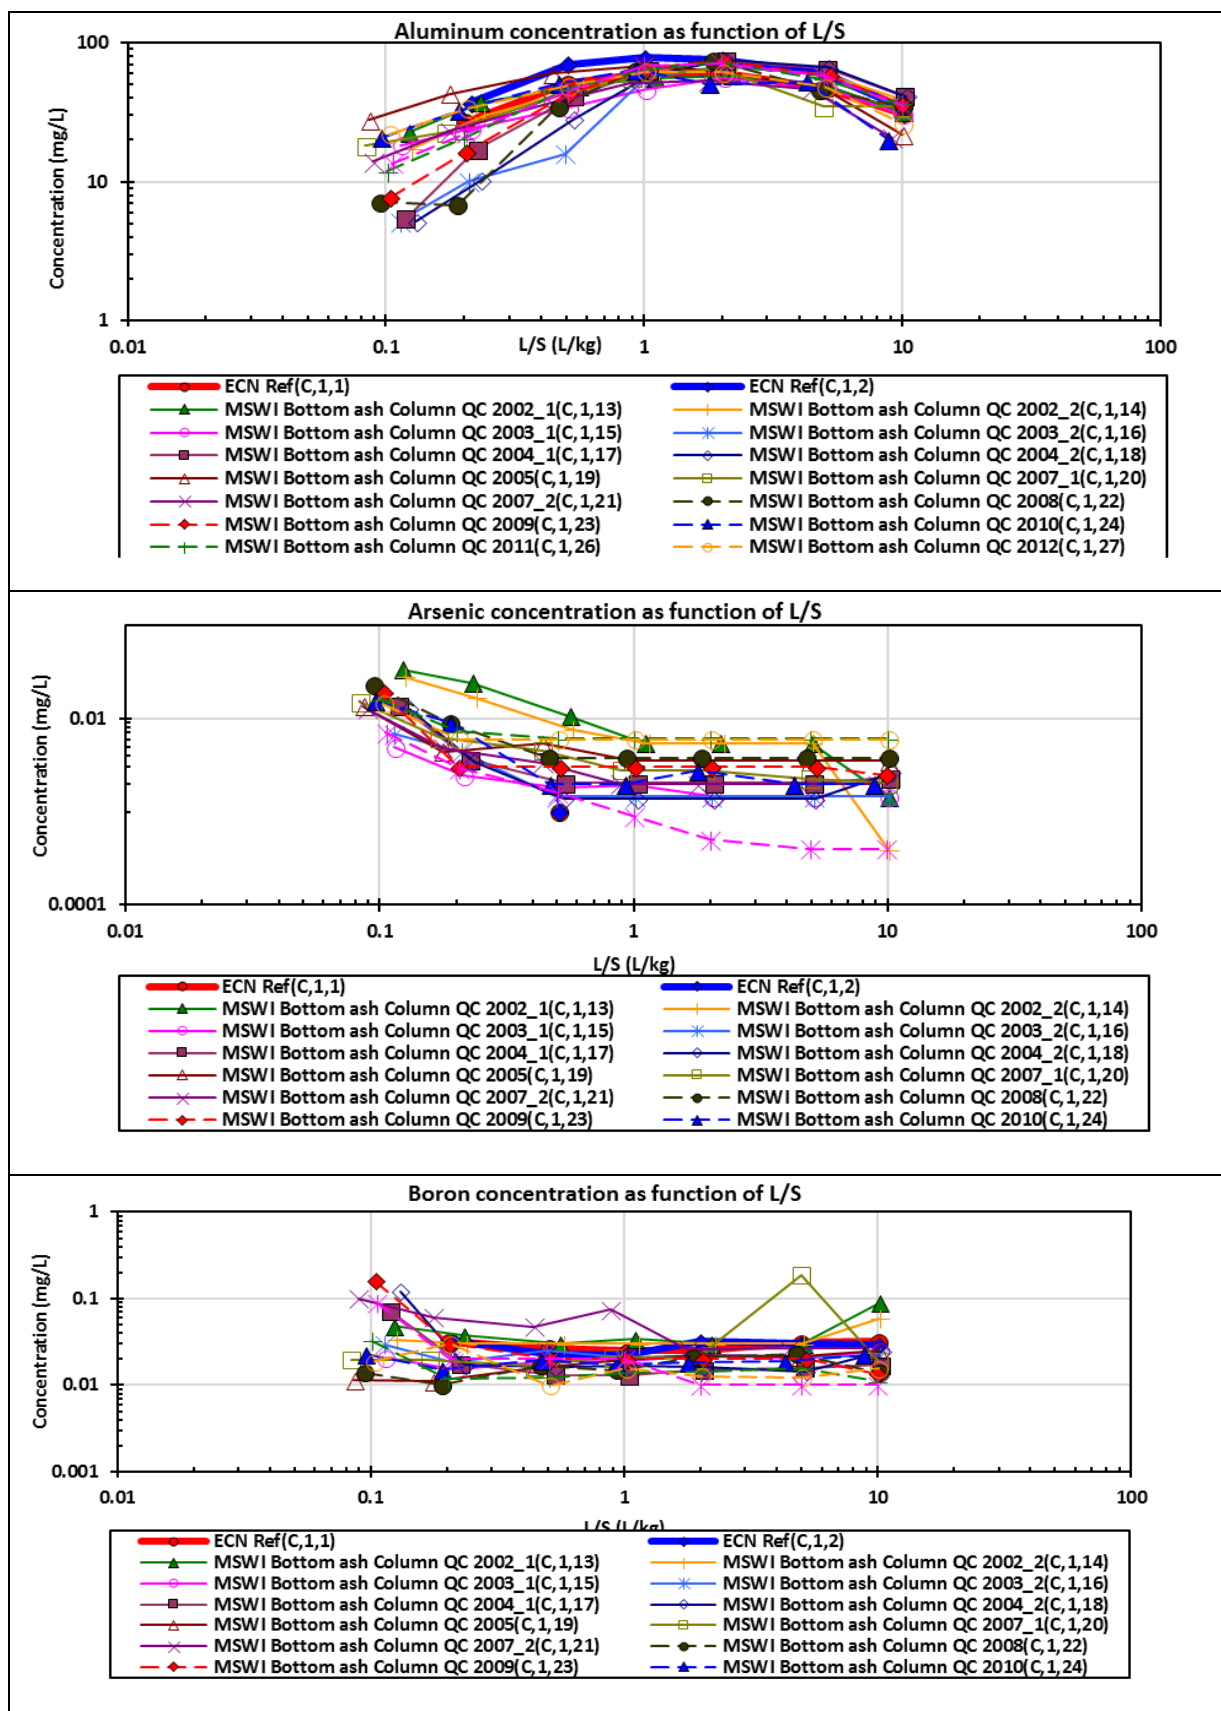 Aluminum concentration as function of L/S
Concentration (mg/L)
100
10
1
0.01 0.1 1 10 100
L/S (L/kg)
ECN Ref(C,1,1) ECN Ref(C,1,2)
MSWI Bottom ash Column QC 2002_1(C,1,13) MSWI Bottom ash Column QC 2002_2(C,1,14)
MSWI Bottom ash Column QC 2003_1(C,1,15) MSWI Bottom ash Column QC 2003_2(C,1,16)
MSWI Bottom ash Column QC 2004_1(C,1,17) MSWI Bottom ash Column QC 2004_2(C,1,18)
MSWI Bottom ash Column QC 2005(C,1,19) MSWI Bottom ash Column QC 2007_1(C,1,20)
MSWI Bottom ash Column QC 2007_2(C,1,21) MSWI Bottom ash Column QC 2008(C,1,22)
MSWI Bottom ash Column QC 2009(C,1,23) MSWI Bottom ash Column QC 2010(C,1,24)
MSWI Bottom ash Column QC 2011(C,1,26) MSWI Bottom ash Column QC 2012(C,1,27)
Arsenic concentration as function of L/S
Concentration (mg/L)
0.01
0.0001
0.01 0.1 1 10 100
L/S (L/kg)
ECN Ref(C,1,1) ECN Ref(C,1,2)
MSWI Bottom ash Column QC 2002_1(C,1,13) MSWI Bottom ash Column QC 2002_2(C,1,14)
MSWI Bottom ash Column QC 2003_1(C,1,15) MSWI Bottom ash Column QC 2003_2(C,1,16)
MSWI Bottom ash Column QC 2004_1(C,1,17) MSWI Bottom ash Column QC 2004_2(C,1,18)
MSWI Bottom ash Column QC 2005(C,1,19) MSWI Bottom ash Column QC 2007_1(C,1,20)
MSWI Bottom ash Column QC 2007_2(C,1,21) MSWI Bottom ash Column QC 2008(C,1,22)
MSWI Bottom ash Column QC 2009(C,1,23) MSWI Bottom ash Column QC 2010(C,1,24)
Boron concentration as function of L/S
Concentration (mg/L)
1
0.1
0.01
0.001
0.01 0.1 1 10 100
L/S (L/kg)
ECN Ref(C,1,1) ECN Ref(C,1,2)
MSWI Bottom ash Column QC 2002_1(C,1,13) MSWI Bottom ash Column QC 2002_2(C,1,14)
MSWI Bottom ash Column QC 2003_1(C,1,15) MSWI Bottom ash Column QC 2003_2(C,1,16)
MSWI Bottom ash Column QC 2004_1(C,1,17) MSWI Bottom ash Column QC 2004_2(C,1,18)
MSWI Bottom ash Column QC 2005(C,1,19) MSWI Bottom ash Column QC 2007_1(C,1,20)
MSWI Bottom ash Column QC 2007_2(C,1,21) MSWI Bottom ash Column QC 2008(C,1,22)
MSWI Bottom ash Column QC 2009(C,1,23) MSWI Bottom ash Column QC 2010(C,1,24)